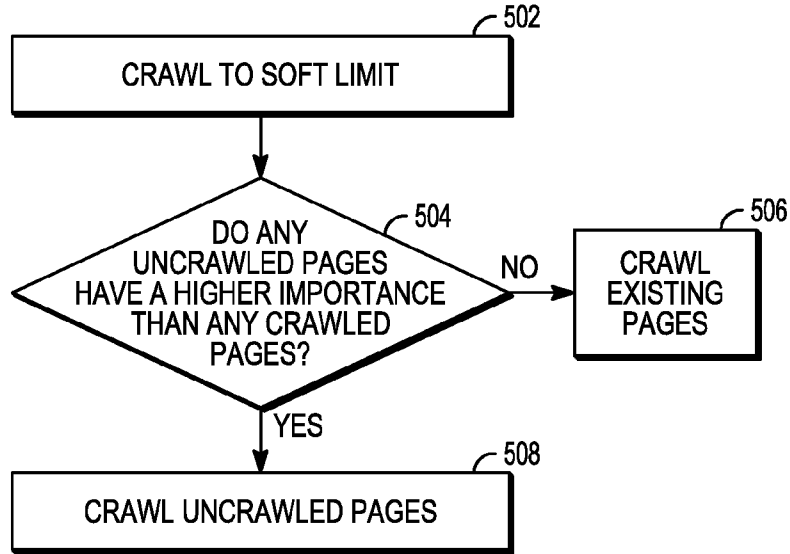 502
CRAWL TO SOFT LIMIT
504
DO ANY
UNCRAWLED PAGES
HAVE A HIGHER IMPORTANCE
THAN ANY CRAWLED
PAGES?
NO
506
CRAWL
EXISTING
PAGES
YES
508
CRAWL UNCRAWLED PAGES